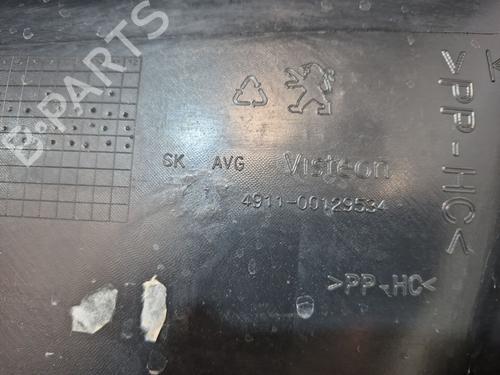 B-PARTS
SK AVG Visteon
4911-00129534
>PP-HC<
>PP-HC<